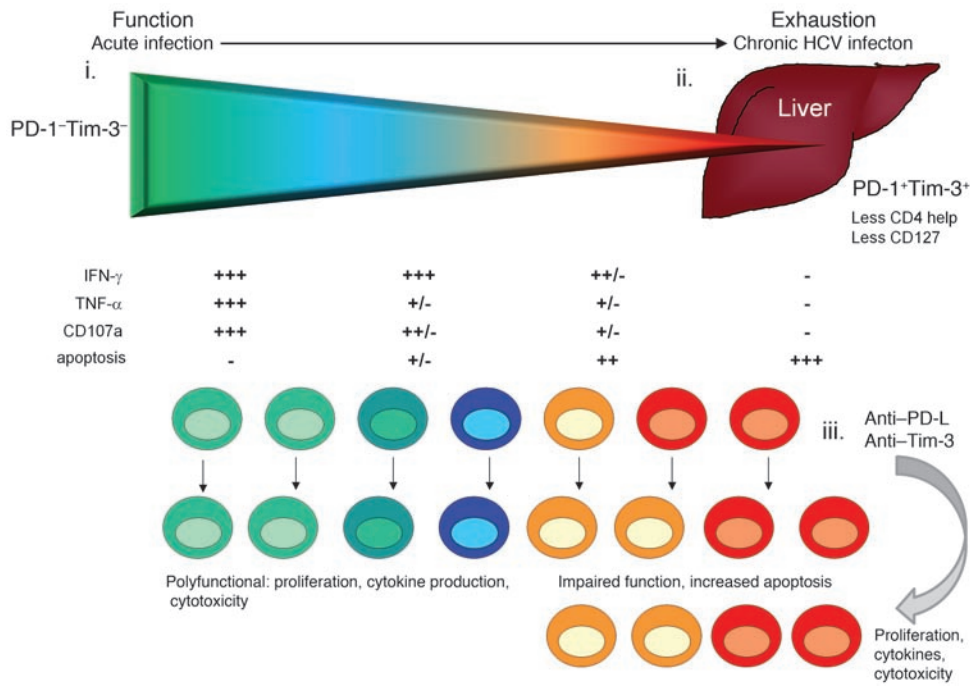 Function
Acute infection
Exhaustion
Chronic HCV infecton
i.
ii.
Liver
PD-1⁻Tim-3⁻
PD-1⁺Tim-3⁺
Less CD4 help
Less CD127
IFN-γ +++ +++ ++/- -
TNF-α +++ +/- +/- -
CD107a +++ ++/- +/- -
apoptosis - +/- ++ +++
iii.
Anti–PD-L
Anti–Tim-3
Polyfunctional: proliferation, cytokine production,
cytotoxicity
Impaired function, increased apoptosis
Proliferation,
cytokines,
cytotoxicity